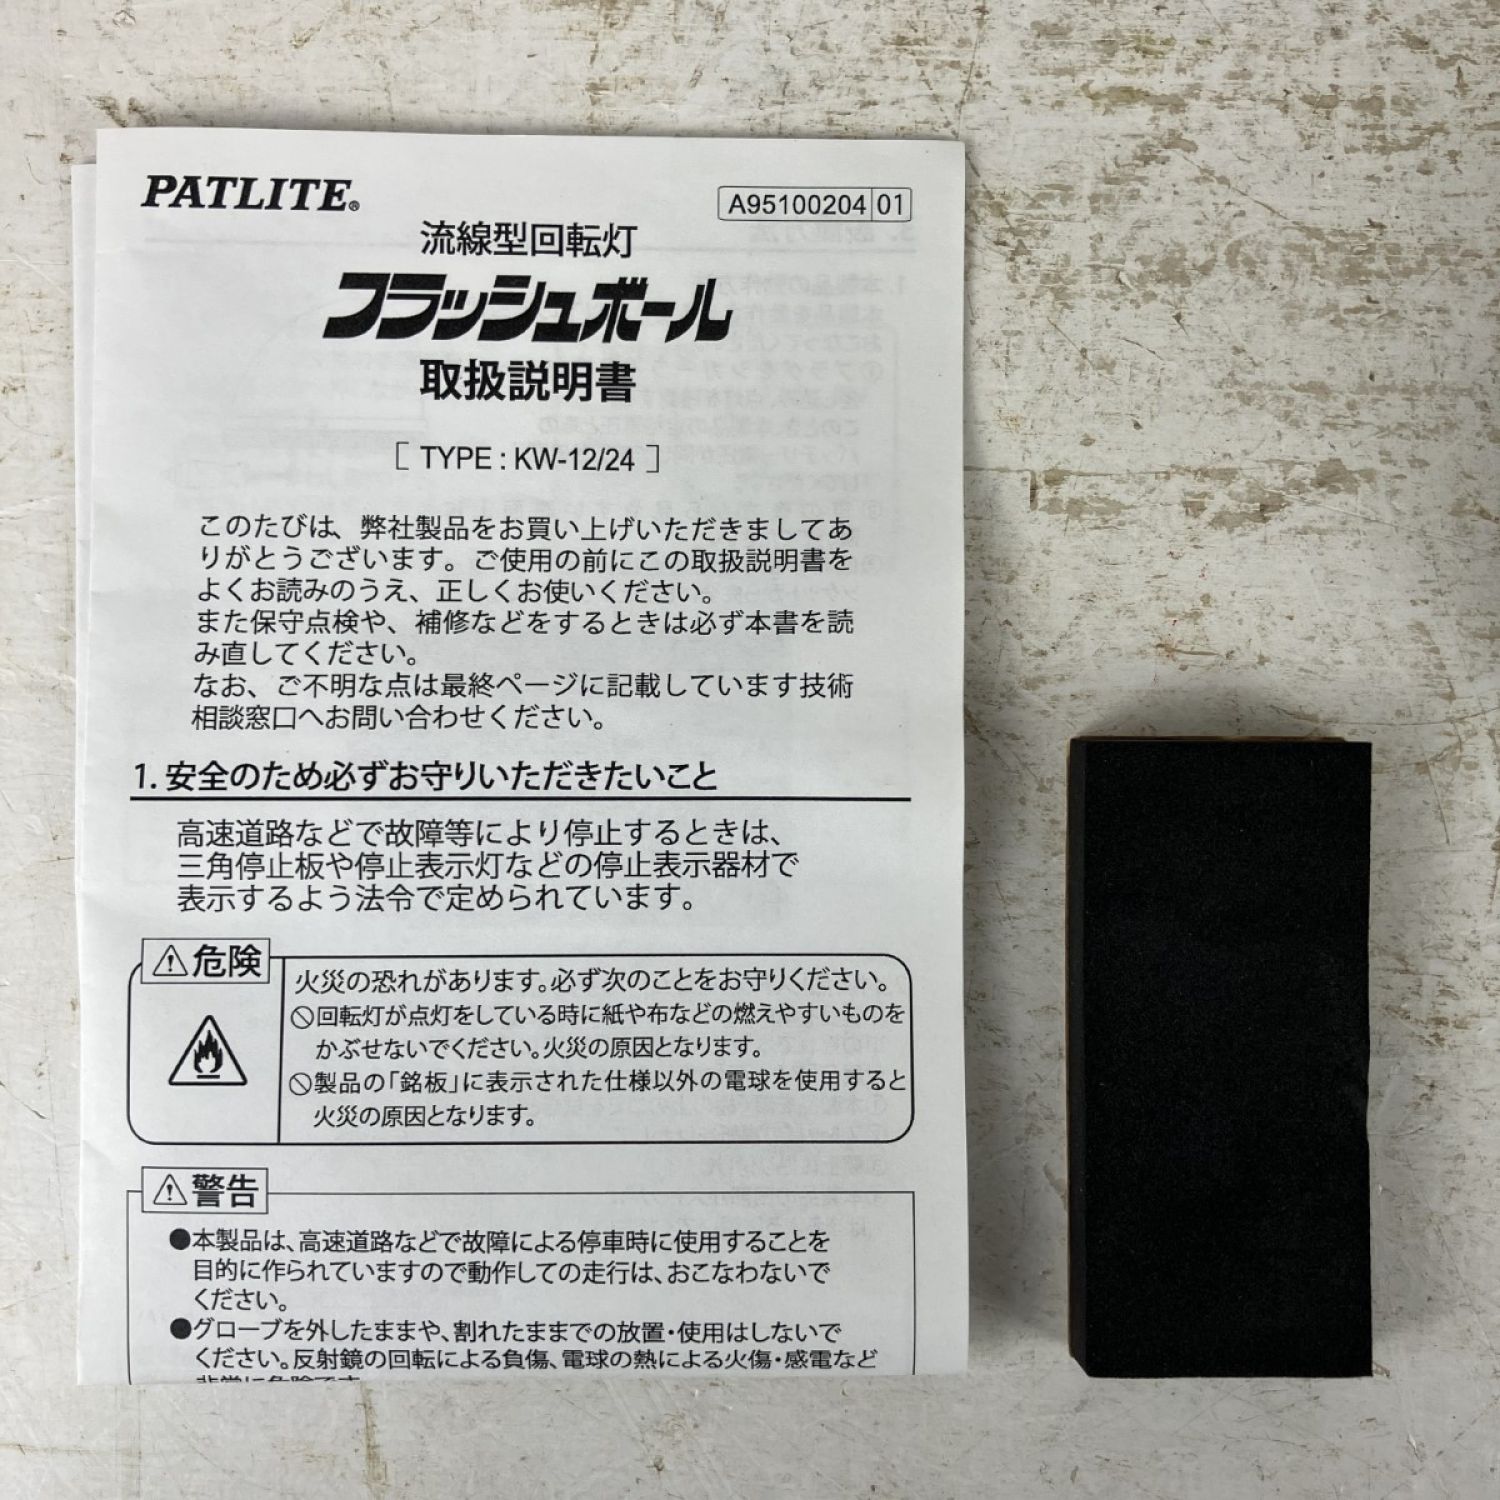 PATLITE®
A95100204 01
流線型回転灯
フラッシュボール
取扱説明書
[ TYPE : KW-12/24 ]
このたびは、弊社製品をお買い上げいただきましてあ
りがとうございます。ご使用の前にこの取扱説明書を
よくお読みのうえ、正しくお使いください。
また保守点検や、補修などをするときは必ず本書を読
み直してください。
なお、ご不明な点は最終ページに記載しています技術
相談窓口へお問い合わせください。
1. 安全のため必ずお守りいただきたいこと
高速道路などで故障等により停止するときは、
三角停止板や停止表示灯などの停止表示器材で
表示するよう法令で定められています。
⚠危険
火災の恐れがあります。必ず次のことをお守りください。
🛇回転灯が点灯をしている時に紙や布などの燃えやすいものを
かぶせないでください。火災の原因となります。
🛇製品の「銘板」に表示された仕様以外の電球を使用すると
火災の原因となります。
⚠警告
●本製品は、高速道路などで故障による停車時に使用することを
目的に作られていますので動作しての走行は、おこなわないで
ください。
●グローブを外したままや、割れたままでの放置・使用はしないで
ください。反射鏡の回転による負傷、電球の熱による火傷・感電など
非常に危険です